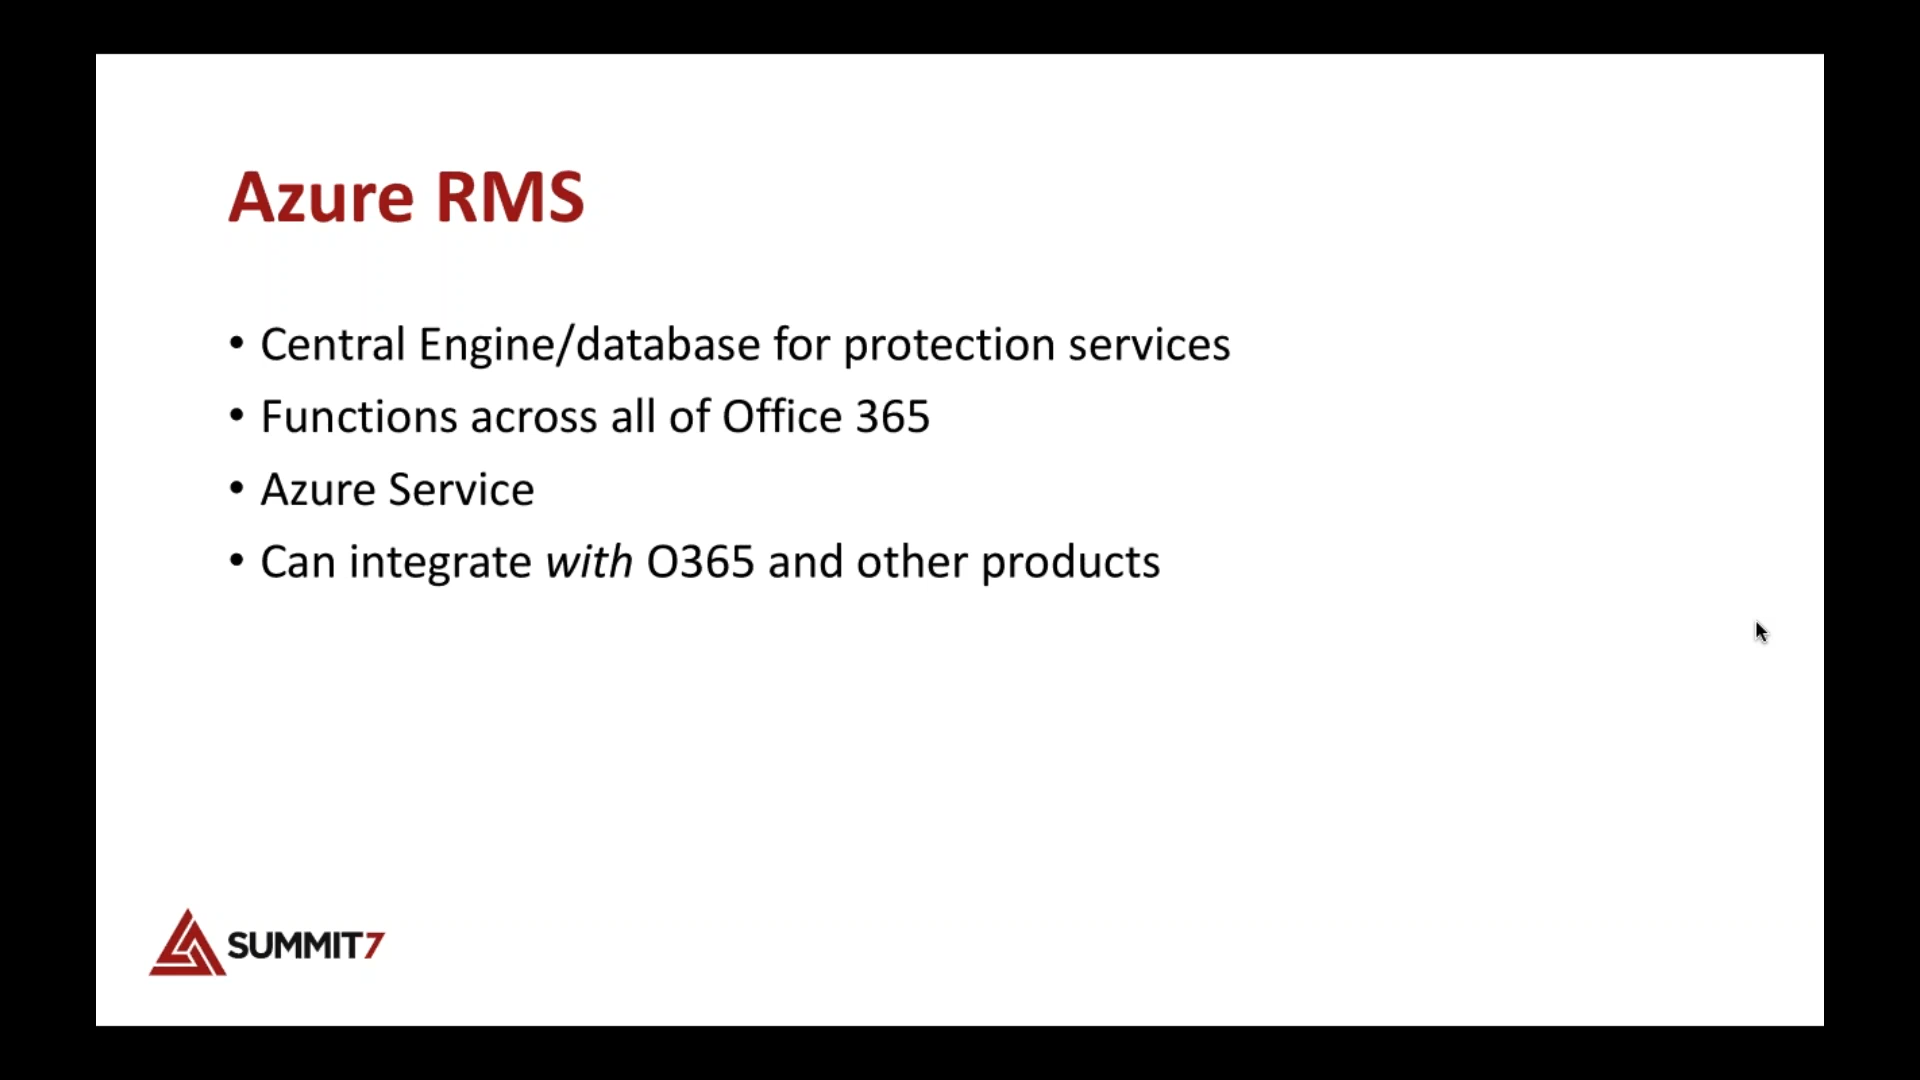 Azure RMS
• Central Engine/database for protection services
• Functions across all of Office 365
• Azure Service
• Can integrate with O365 and other products
SUMMIT7